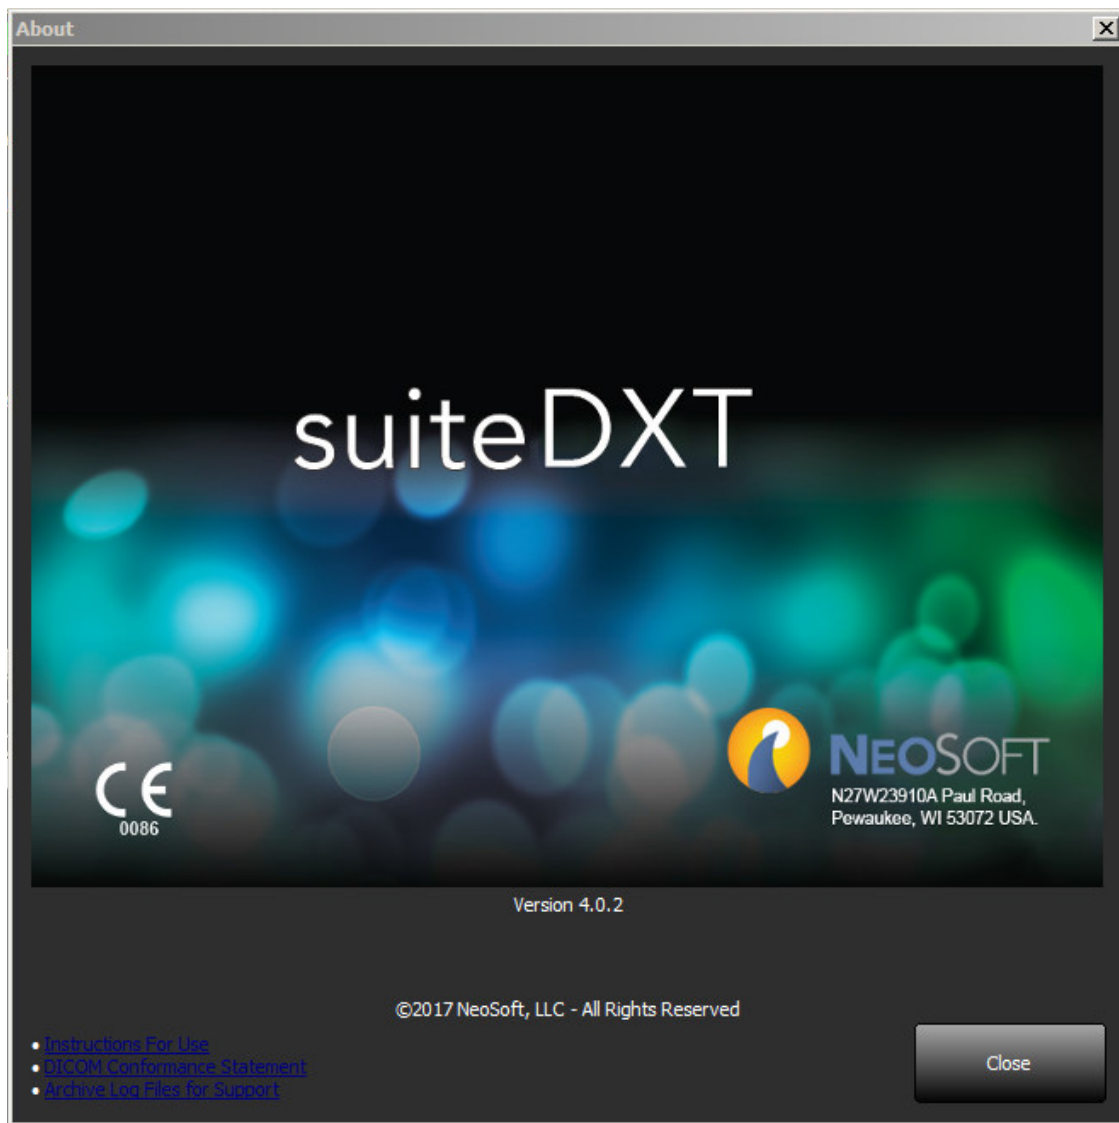 About
suiteDXT
CE
0086
NEOSOFT
N27W23910A Paul Road,
Pewaukee, WI 53072 USA.
Version 4.0.2
©2017 NeoSoft, LLC - All Rights Reserved
• Instructions For Use
• DICOM Conformance Statement
• Archive Log Files for Support
Close